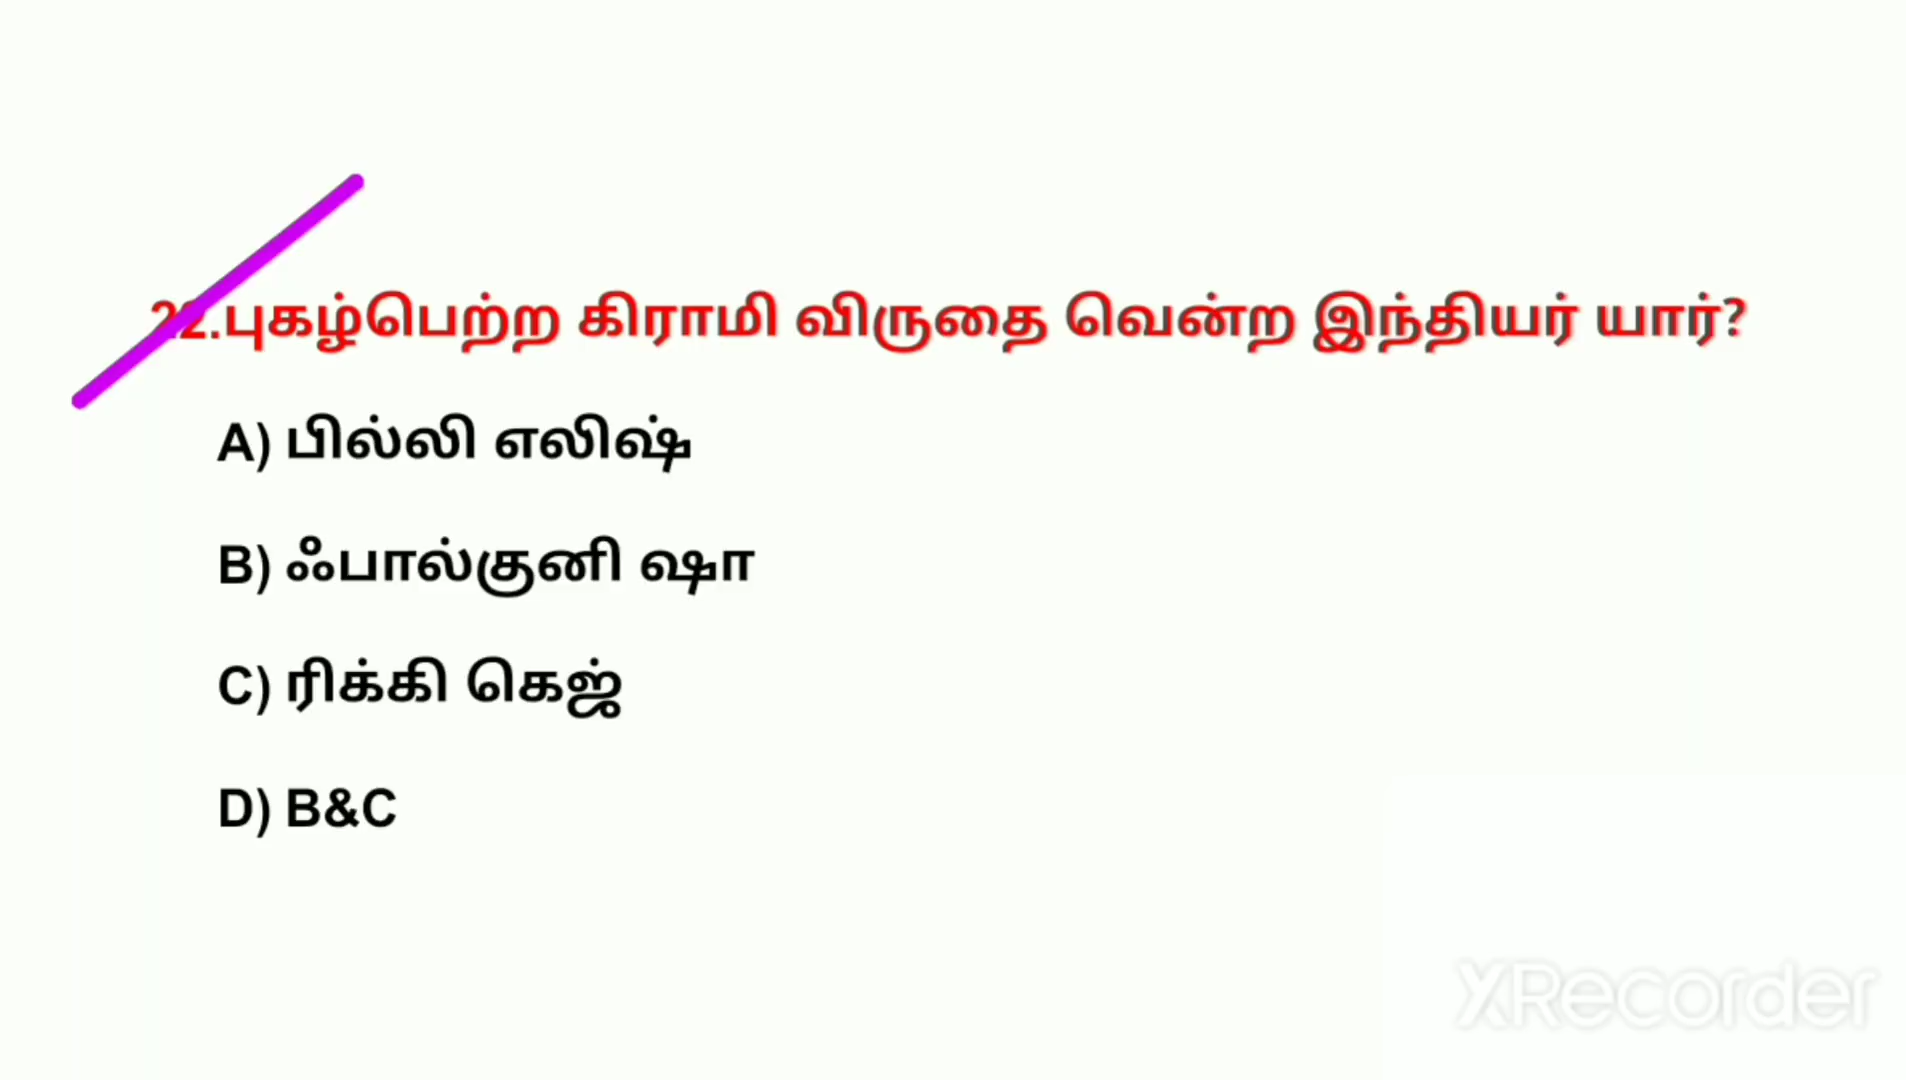 22.புகழ்பெற்ற கிராமி விருதை வென்ற இந்தியர் யார்?
A) பில்லி எலிஷ்
B) ஃபால்குனி ஷா
C) ரிக்கி கெஜ்
D) B&C
XRecorder